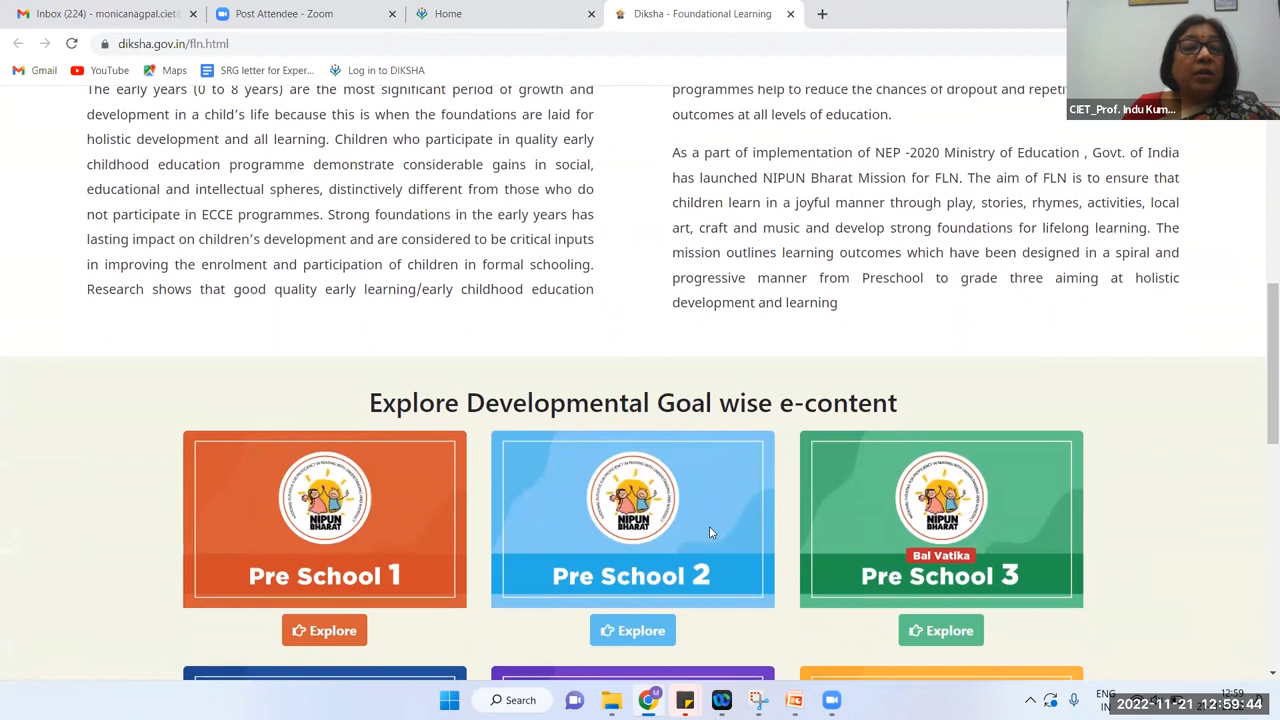 Inbox (224) - monicanagpal.ciet@
Post Attendee - Zoom
Home
Diksha - Foundational Learning
diksha.gov.in/fln.html
Gmail
YouTube
Maps
SRG letter for Exper...
Log in to DIKSHA
CIET_Prof. Indu Kum...
The early years (0 to 8 years) are the most significant period of growth and
development in a child's life because this is when the foundations are laid for
holistic development and all learning. Children who participate in quality early
childhood education programme demonstrate considerable gains in social,
educational and intellectual spheres, distinctively different from those who do
not participate in ECCE programmes. Strong foundations in the early years has
lasting impact on children's development and are considered to be critical inputs
in improving the enrolment and participation of children in formal schooling.
Research shows that good quality early learning/early childhood education
programmes help to reduce the chances of dropout and repeti
outcomes at all levels of education.
As a part of implementation of NEP -2020 Ministry of Education , Govt. of India
has launched NIPUN Bharat Mission for FLN. The aim of FLN is to ensure that
children learn in a joyful manner through play, stories, rhymes, activities, local
art, craft and music and develop strong foundations for lifelong learning. The
mission outlines learning outcomes which have been designed in a spiral and
progressive manner from Preschool to grade three aiming at holistic
development and learning
Explore Developmental Goal wise e-content
NIPUN
BHARAT
Pre School 1
Explore
NIPUN
BHARAT
Pre School 2
Explore
NIPUN
BHARAT
Bal Vatika
Pre School 3
Explore
Search
ENG
IN
12:59
2022-11-21 12:59:44